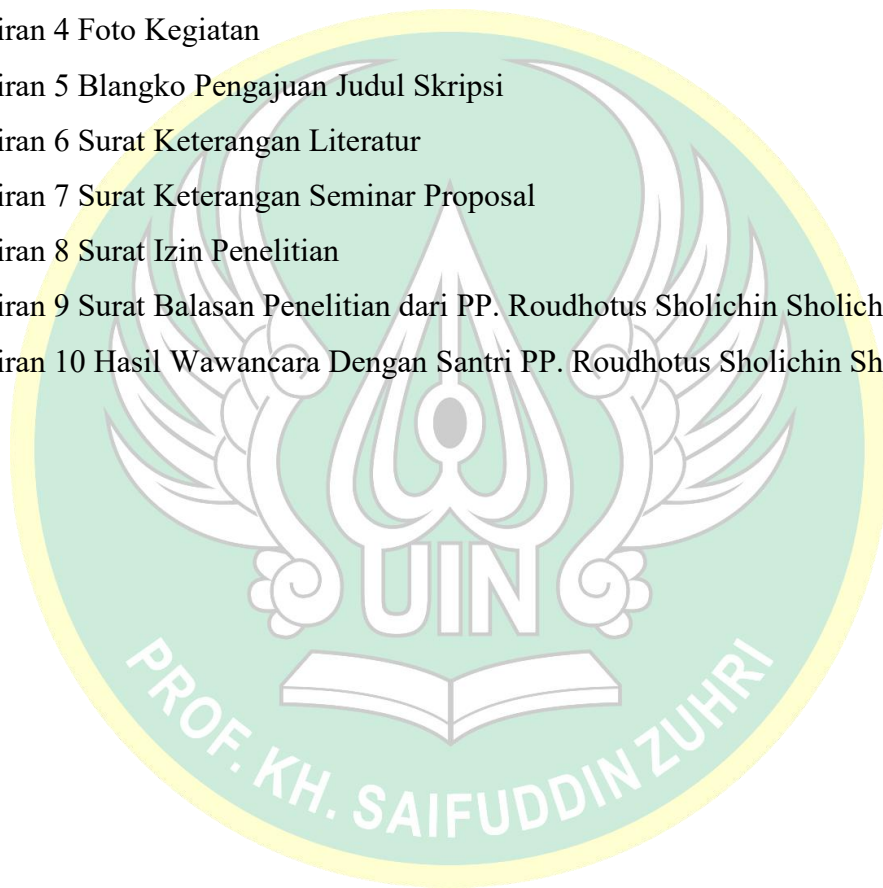 iran 4 Foto Kegiatan
iran 5 Blangko Pengajuan Judul Skripsi
iran 6 Surat Keterangan Literatur
iran 7 Surat Keterangan Seminar Proposal
iran 8 Surat Izin Penelitian
iran 9 Surat Balasan Penelitian dari PP. Roudhotus Sholichin Sholich
iran 10 Hasil Wawancara Dengan Santri PP. Roudhotus Sholichin Sh
UIN
PROF. KH. SAIFUDDIN ZUHRI